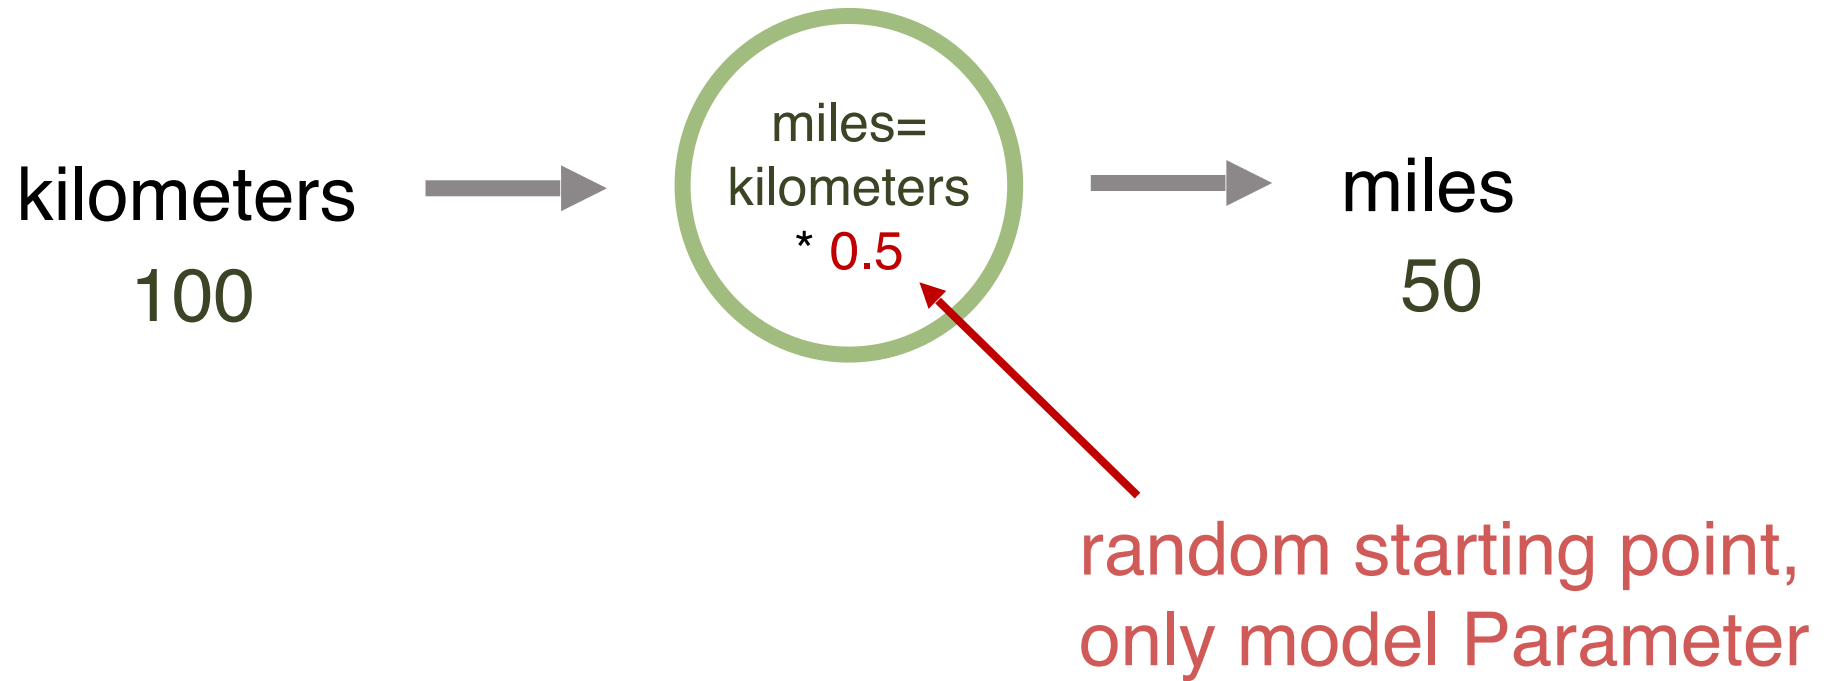 kilometers
100
miles=
kilometers
* 0.5
miles
50
random starting point,
only model Parameter